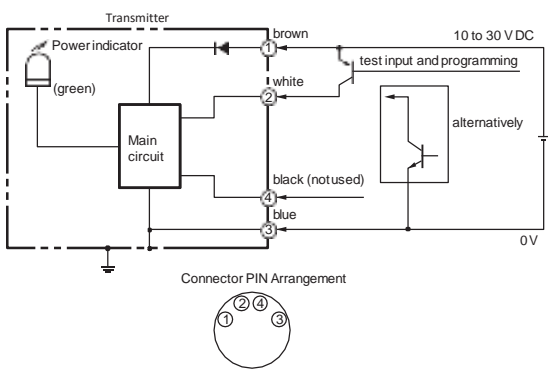 Transmitter
brown
10 to 30 V DC
Power indicator
1
test input and programming
(green)
white
2
alternatively
Main
circuit
black (not used)
4
blue
3
0 V
Connector PIN Arrangement
2 4
1 3